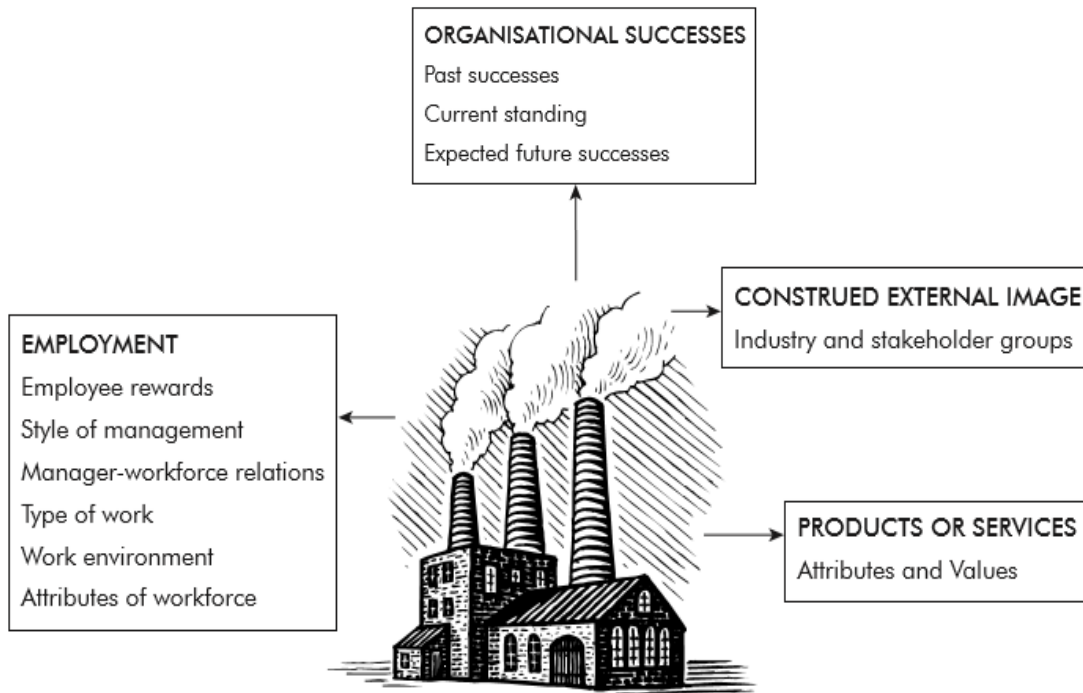 ORGANISATIONAL SUCCESSES
Past successes
Current standing
Expected future successes
CONSTRUED EXTERNAL IMAGE
Industry and stakeholder groups
EMPLOYMENT
Employee rewards
Style of management
Manager-workforce relations
Type of work
Work environment
Attributes of workforce
PRODUCTS OR SERVICES
Attributes and Values